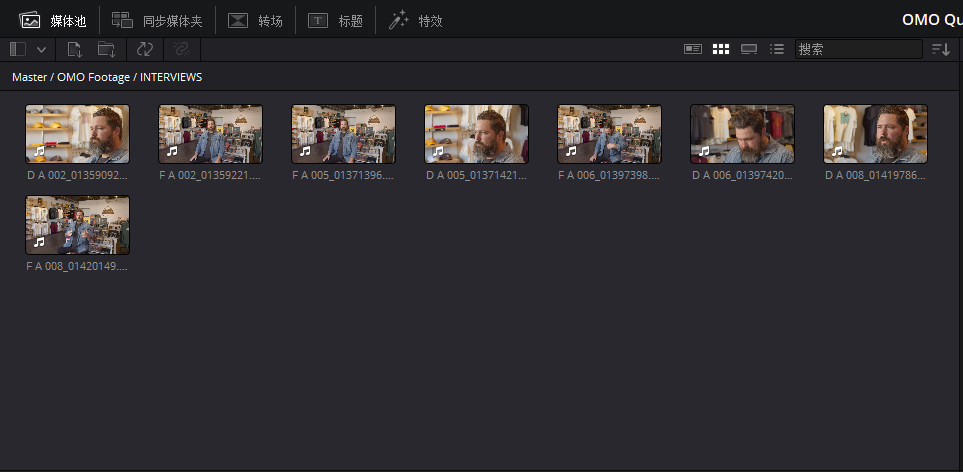 媒体池 同步媒体夹 转场 标题 特效 OMO Qu
搜索
Master / OMO Footage / INTERVIEWS
D A 002_01359092... F A 002_01359221.... F A 005_01371396.... D A 005_01371421... F A 006_01397398.... D A 006_01397420... D A 008_01419786...
F A 008_01420149....